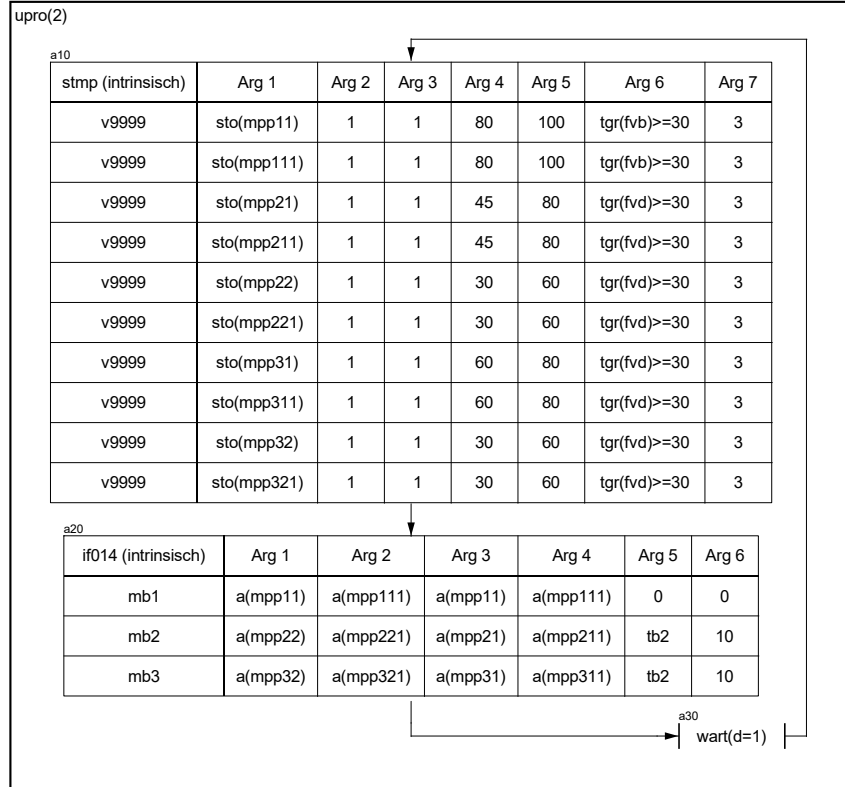 upro(2)
a10
stmp (intrinsisch) Arg 1 Arg 2 Arg 3 Arg 4 Arg 5 Arg 6 Arg 7
v9999 sto(mpp11) 1 1 80 100 tgr(fvb)>=30 3
v9999 sto(mpp111) 1 1 80 100 tgr(fvb)>=30 3
v9999 sto(mpp21) 1 1 45 80 tgr(fvd)>=30 3
v9999 sto(mpp211) 1 1 45 80 tgr(fvd)>=30 3
v9999 sto(mpp22) 1 1 30 60 tgr(fvd)>=30 3
v9999 sto(mpp221) 1 1 30 60 tgr(fvd)>=30 3
v9999 sto(mpp31) 1 1 60 80 tgr(fvd)>=30 3
v9999 sto(mpp311) 1 1 60 80 tgr(fvd)>=30 3
v9999 sto(mpp32) 1 1 30 60 tgr(fvd)>=30 3
v9999 sto(mpp321) 1 1 30 60 tgr(fvd)>=30 3
a20
if014 (intrinsisch) Arg 1 Arg 2 Arg 3 Arg 4 Arg 5 Arg 6
mb1 a(mpp11) a(mpp111) a(mpp11) a(mpp111) 0 0
mb2 a(mpp22) a(mpp221) a(mpp21) a(mpp211) tb2 10
mb3 a(mpp32) a(mpp321) a(mpp31) a(mpp311) tb2 10
a30
wart(d=1)